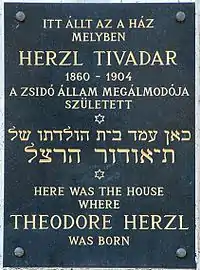 ITT ÁLLT AZ A HÁZ
MELYBEN
HERZL TIVADAR
1860 - 1904
A ZSIDÓ ÁLLAM MEGÁLMODÓJA
SZÜLETETT
כאן עמד בית הולדתו של
תיאודור הרצל
HERE WAS THE HOUSE
WHERE
THEODORE HERZL
WAS BORN